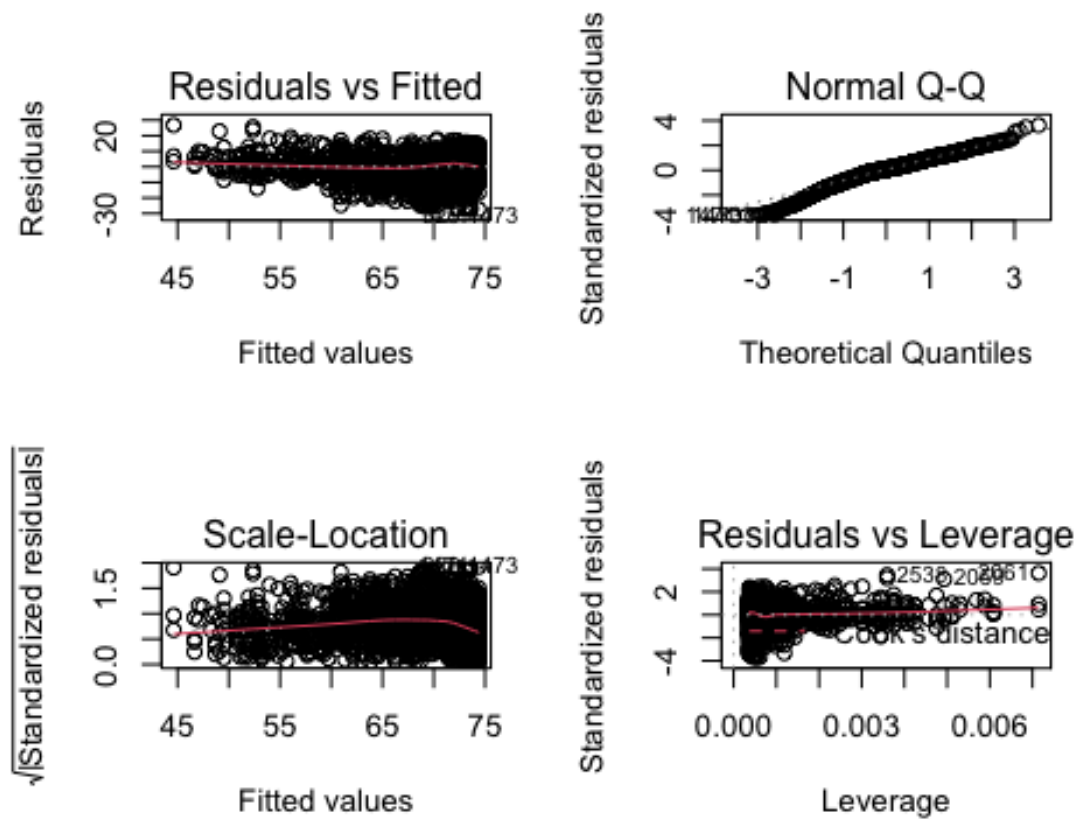 Residuals vs Fitted
Residuals
20
-30
45 55 65 75
Fitted values
Normal Q-Q
Standardized residuals
4
0
-4
-3 -1 1 3
Theoretical Quantiles
Scale-Location
√|Standardized residuals|
1.5
0.0
45 55 65 75
Fitted values
Residuals vs Leverage
Standardized residuals
2
-4
2538
2061
Cook's distance
0.000 0.003 0.006
Leverage